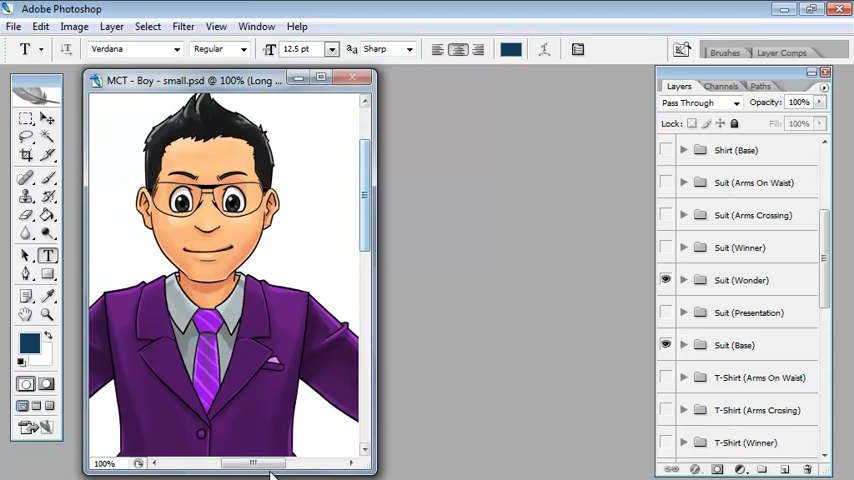 Adobe Photoshop
File Edit Image Layer Select Filter View Window Help
T T Verdana Regular T 12.5 pt aa Sharp Brushes Layer Comps
MCT - Boy - small.psd @ 100% (Long ...
Layers Channels Paths
Pass Through Opacity: 100%
Lock: Fill: 100%
Shirt (Base)
Suit (Arms On Waist)
Suit (Arms Crossing)
Suit (Winner)
Suit (Wonder)
Suit (Presentation)
Suit (Base)
T-Shirt (Arms On Waist)
T-Shirt (Arms Crosing)
T-Shirt (Winner)
T
100%